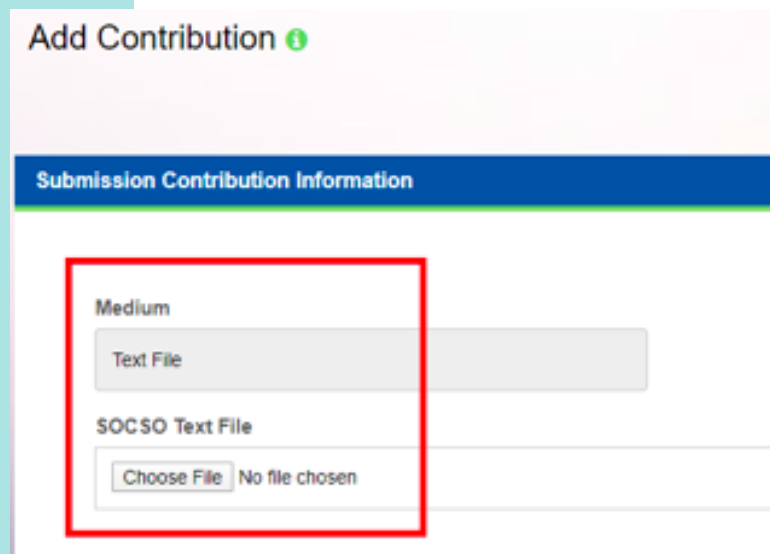 Add Contribution
Submission Contribution Information
Medium
Text File
SOCSO Text File
Choose File No file chosen